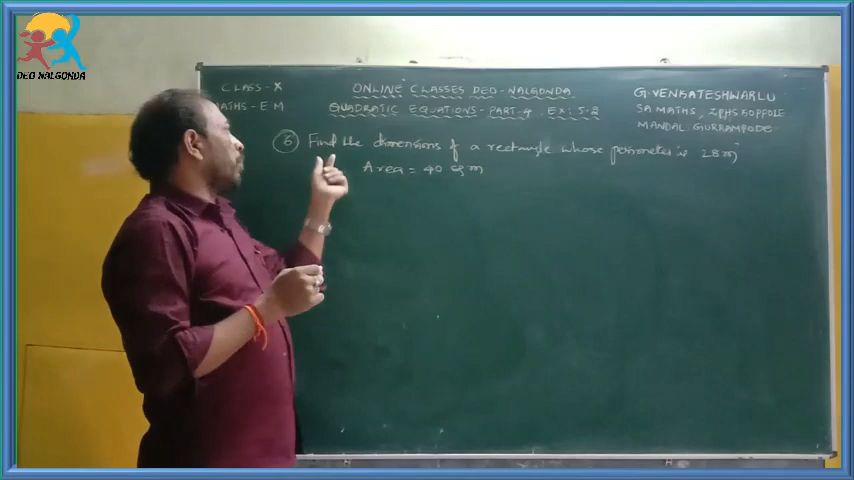 DEO NALGONDA
CLASS - X
MATHS - E M
ONLINE CLASSES DEO - NALGONDA
QUADRATIC EQUATIONS - PART - 4 EX : 5.2
G. VENKATESHWARLU
SA MATHS, ZPHS KOPPOLE
MANDAL. GURRAMPODE
6 Find the dimensions of a rectangle whose perimeter is 28 m
Area = 40 sq m